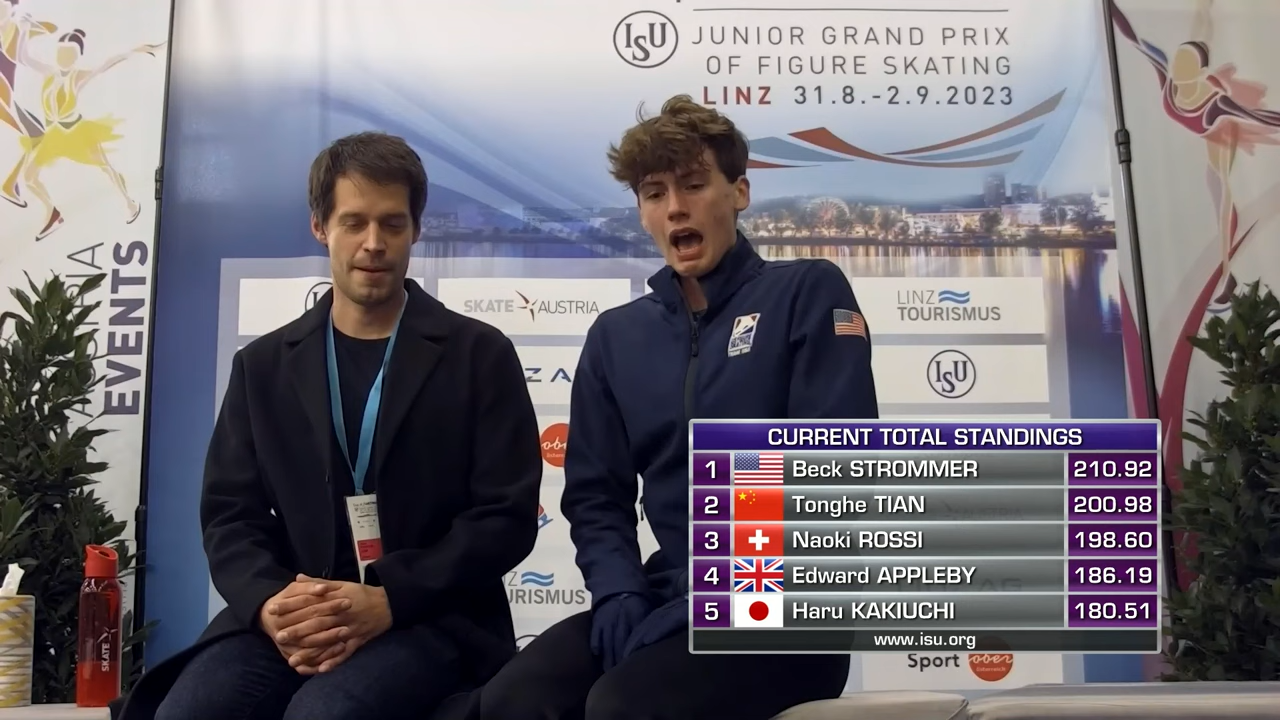 ISU
JUNIOR GRAND PRIX
OF FIGURE SKATING
LINZ 31.8.-2.9.2023
EVENTS
SKATE AUSTRIA
LINZ
TOURISMUS
ISU
CURRENT TOTAL STANDINGS
1 Beck STROMMER 210.92
2 Tonghe TIAN 200.98
3 Naoki ROSSI 198.60
4 Edward APPLEBY 186.19
5 Haru KAKIUCHI 180.51
www.isu.org
SKATE
Sport